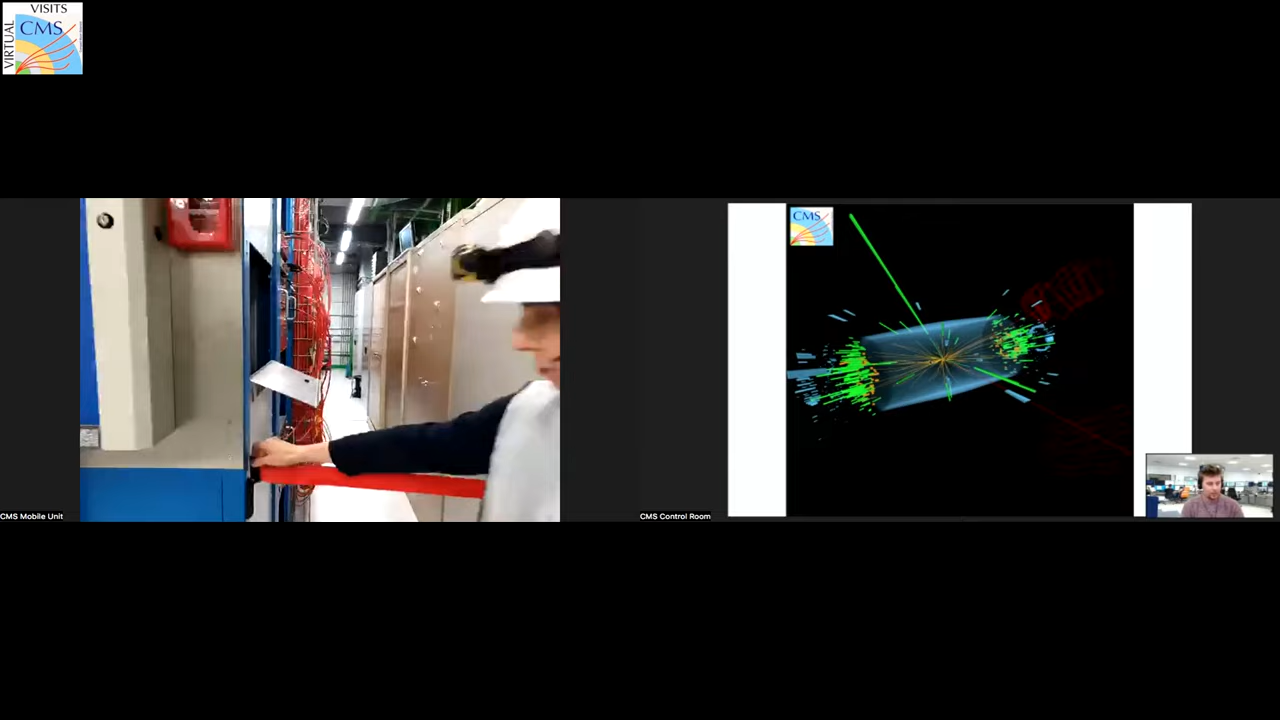 VISITS
VIRTUAL
CMS
CMS
CMS Mobile Unit
CMS Control Room